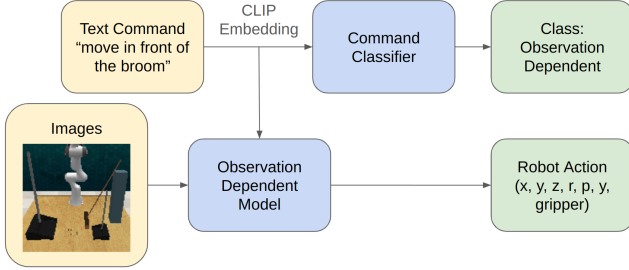 Text Command
“move in front of
the broom”
CLIP
Embedding
Command
Classifier
Class:
Observation
Dependent
Images
Observation
Dependent
Model
Robot Action
(x, y, z, r, p, y,
gripper)